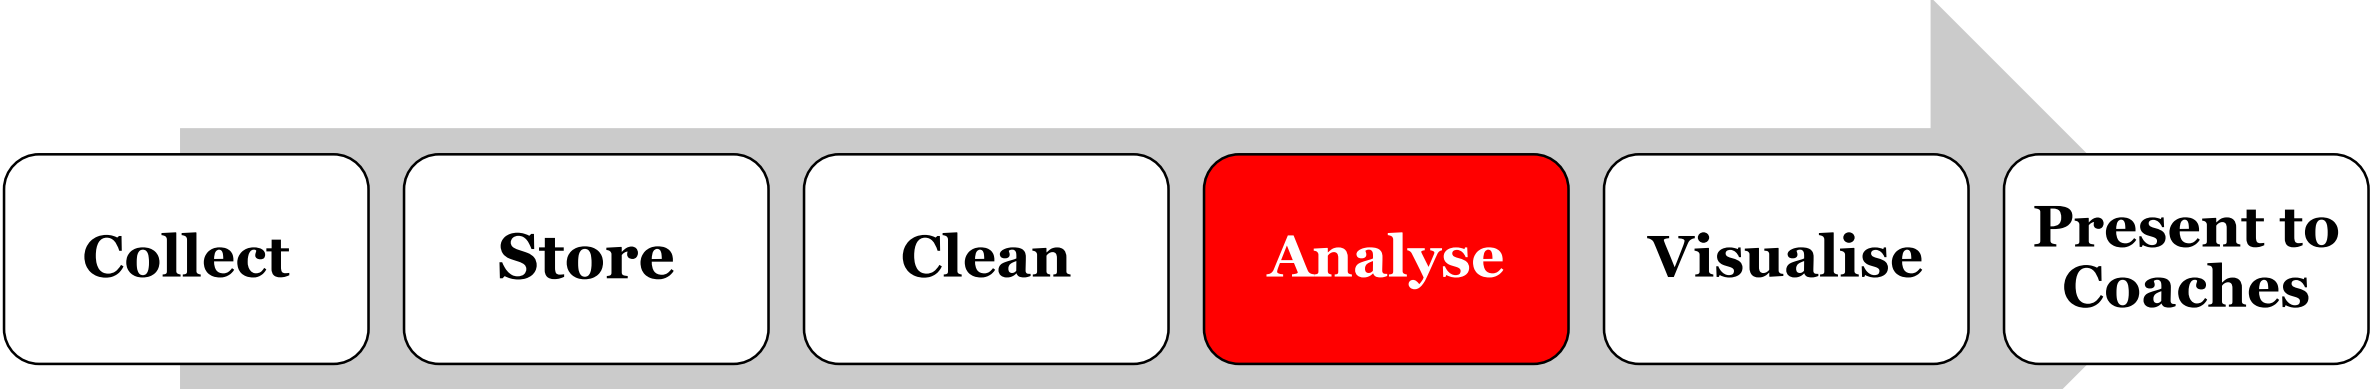 Collect
Store
Clean
Analyse
Visualise
Present to
Coaches